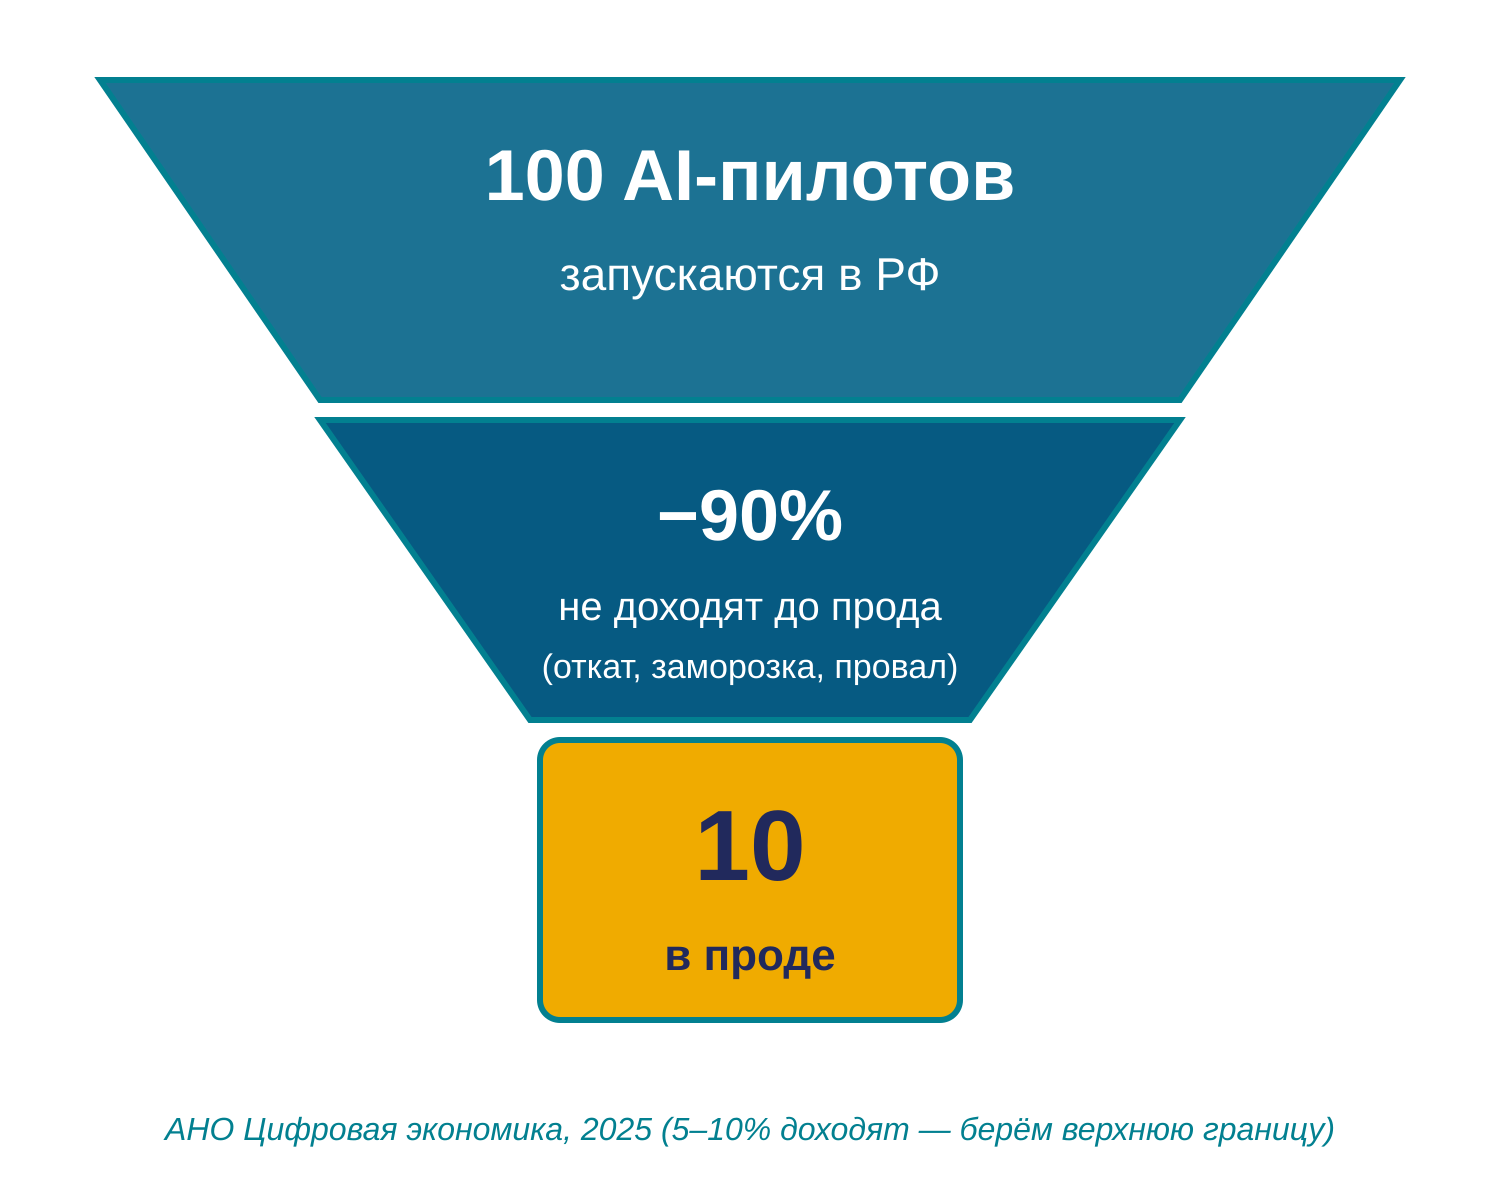 100 AI-пилотов
запускаются в РФ
–90%
не доходят до прода
(откат, заморозка, провал)
10
в проде
АНО Цифровая экономика, 2025 (5–10% доходят — берём верхнюю границу)